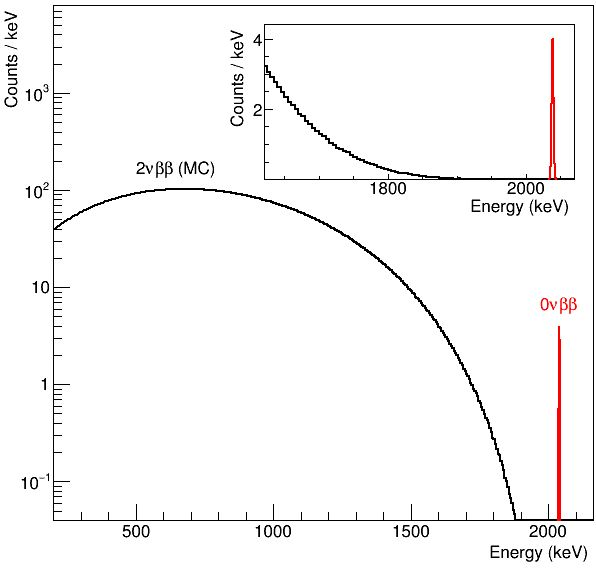 Counts / keV
10³
10²
10
1
10⁻¹
2νββ (MC)
0νββ
500
1000
1500
2000
Energy (keV)
Counts / keV
4
2
1800
2000
Energy (keV)